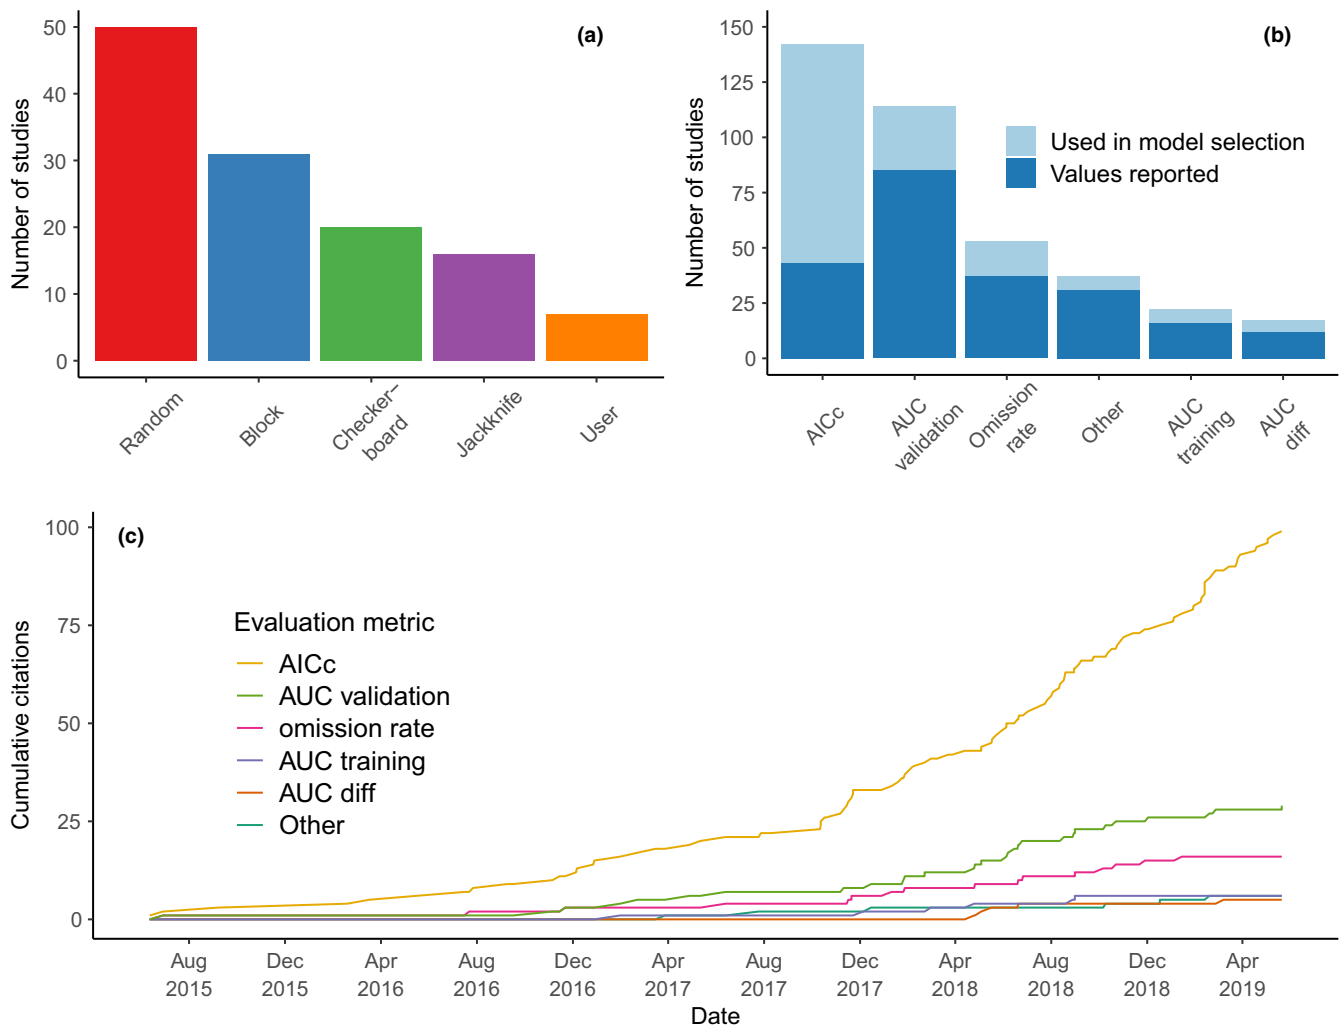 (a)
Number of studies
50
40
30
20
10
0
Random
Block
Checker–
board
Jackknife
User
(b)
Number of studies
150
125
100
75
50
25
0
Used in model selection
Values reported
AICc
AUC
validation
Omission
rate
Other
AUC
training
AUC
diff
(c)
Cumulative citations
100
75
50
25
0
Evaluation metric
AICc
AUC validation
omission rate
AUC training
AUC diff
Other
Aug
2015
Dec
2015
Apr
2016
Aug
2016
Dec
2016
Apr
2017
Aug
2017
Dec
2017
Apr
2018
Aug
2018
Dec
2018
Apr
2019
Date